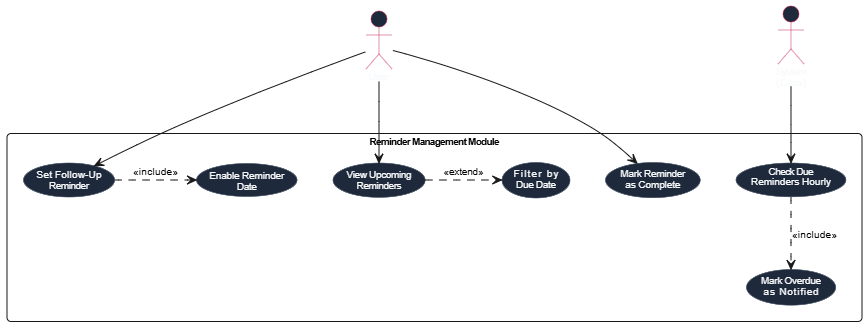 Reminder Management Module
Set Follow-Up
Reminder
«include»
Enable Reminder
Date
View Upcoming
Reminders
«extend»
Filter by
Due Date
Mark Reminder
as Complete
Check Due
Reminders Hourly
«include»
Mark Overdue
as Notified